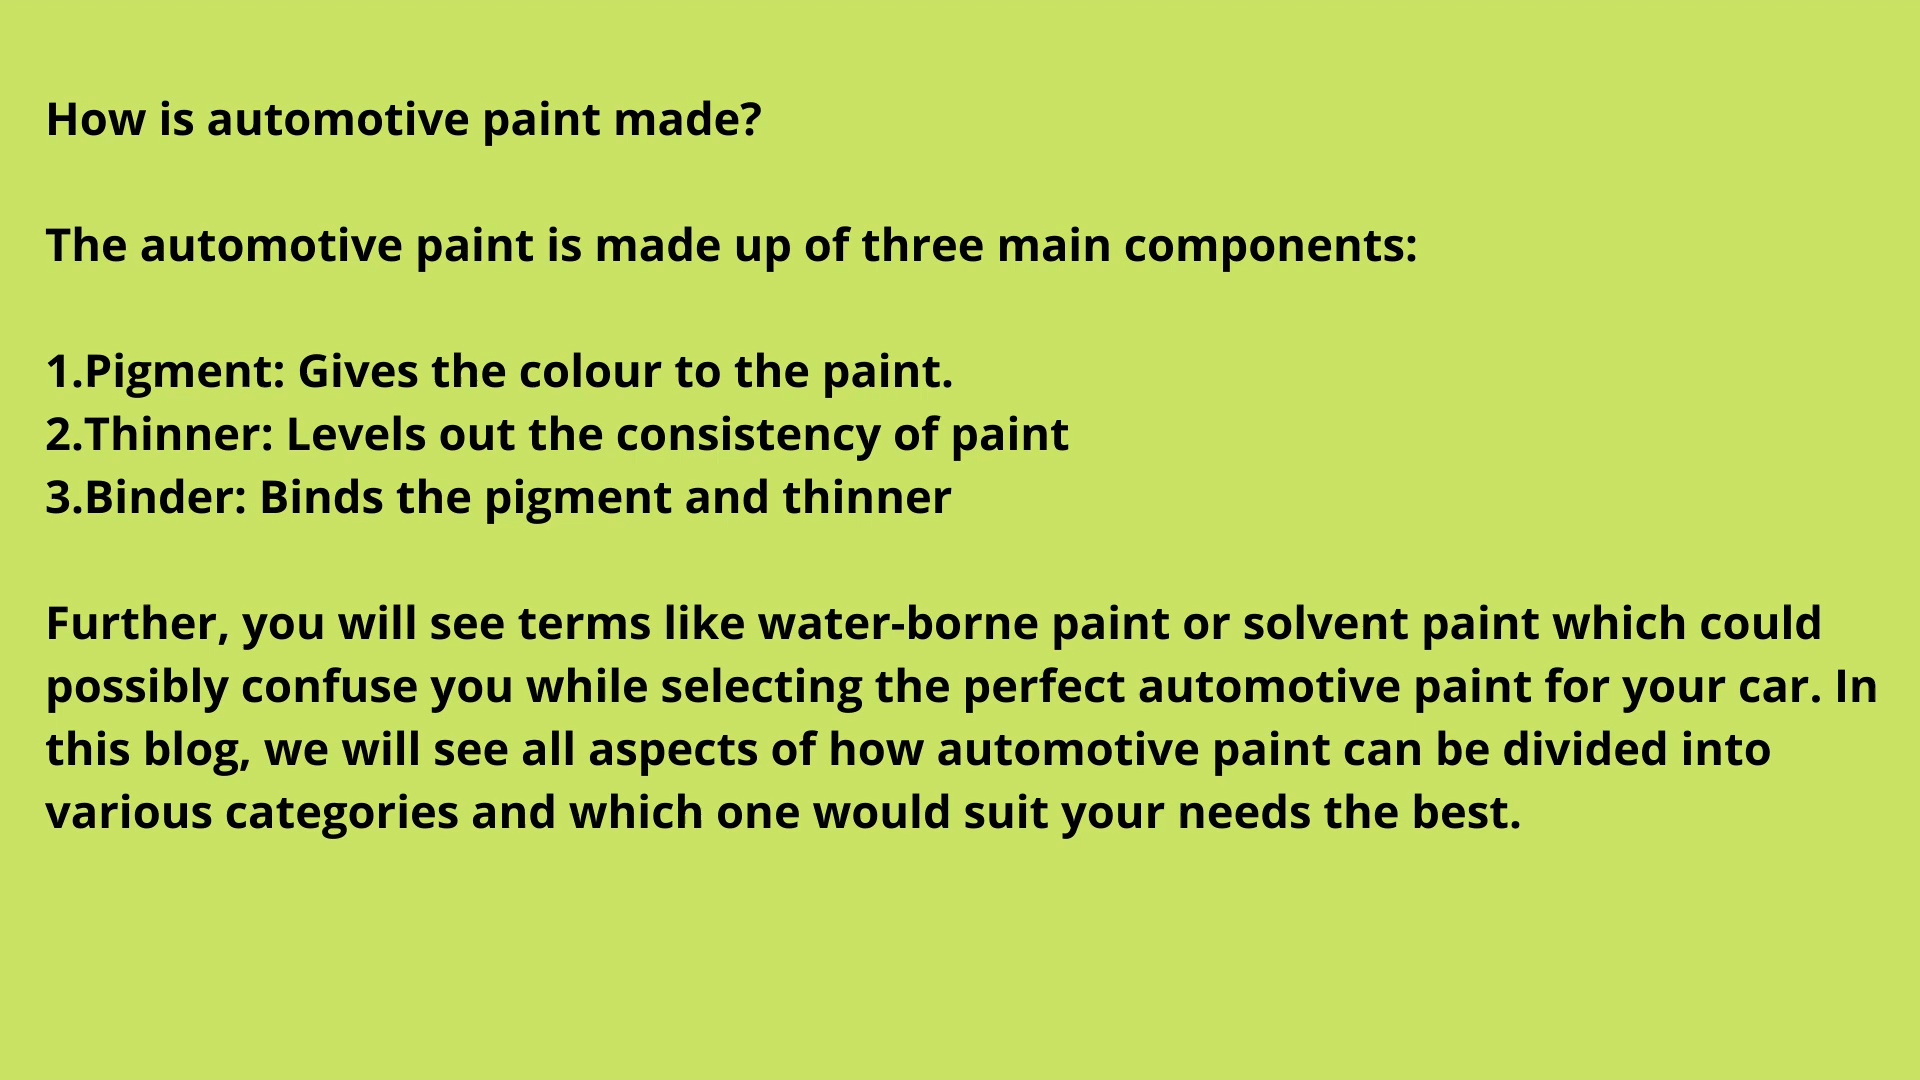 How is automotive paint made?
The automotive paint is made up of three main components:
1.Pigment: Gives the colour to the paint.
2.Thinner: Levels out the consistency of paint
3.Binder: Binds the pigment and thinner
Further, you will see terms like water-borne paint or solvent paint which could
possibly confuse you while selecting the perfect automotive paint for your car. In
this blog, we will see all aspects of how automotive paint can be divided into
various categories and which one would suit your needs the best.